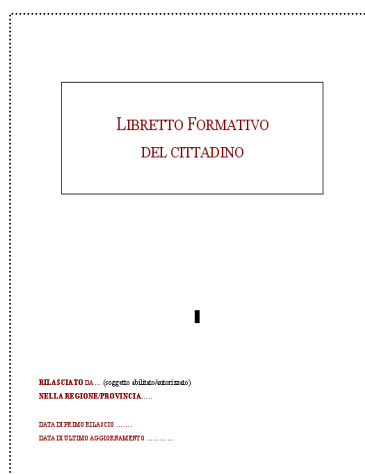 LIBRETTO FORMATIVO
DEL CITTADINO
RILASCIATO DA... (soggetto abilitato/autorizzato)
NELLA REGIONE/PROVINCIA.....
DATA DI PRIMO RILASCIO .......
DATA DI ULTIMO AGGIORNAMENTO ............